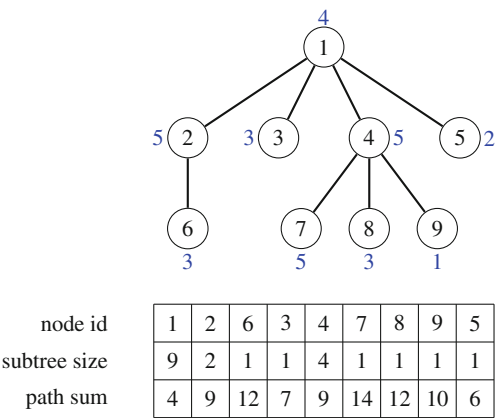 4
1
5 2 3 3 4 5 5 2
6 7 8 9
3 5 3 1
node id 1 2 6 3 4 7 8 9 5
subtree size 9 2 1 1 4 1 1 1 1
path sum 4 9 12 7 9 14 12 10 6